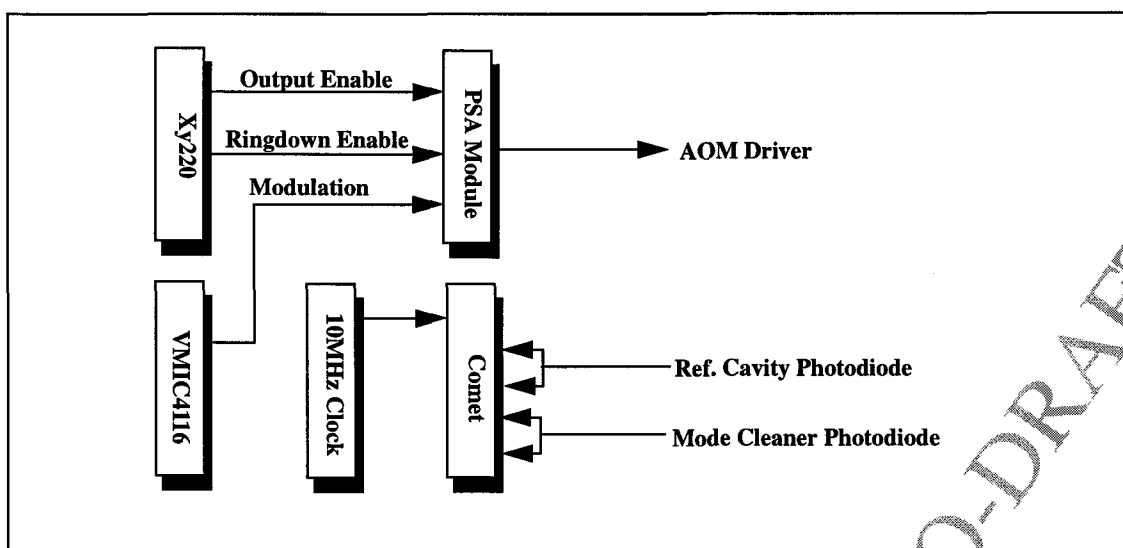 Xy220
Output Enable
Ringdown Enable
Modulation
PSA Module
AOM Driver
VMIC4116
10MHz Clock
Comet
Ref. Cavity Photodiode
Mode Cleaner Photodiode
O-DRAFT